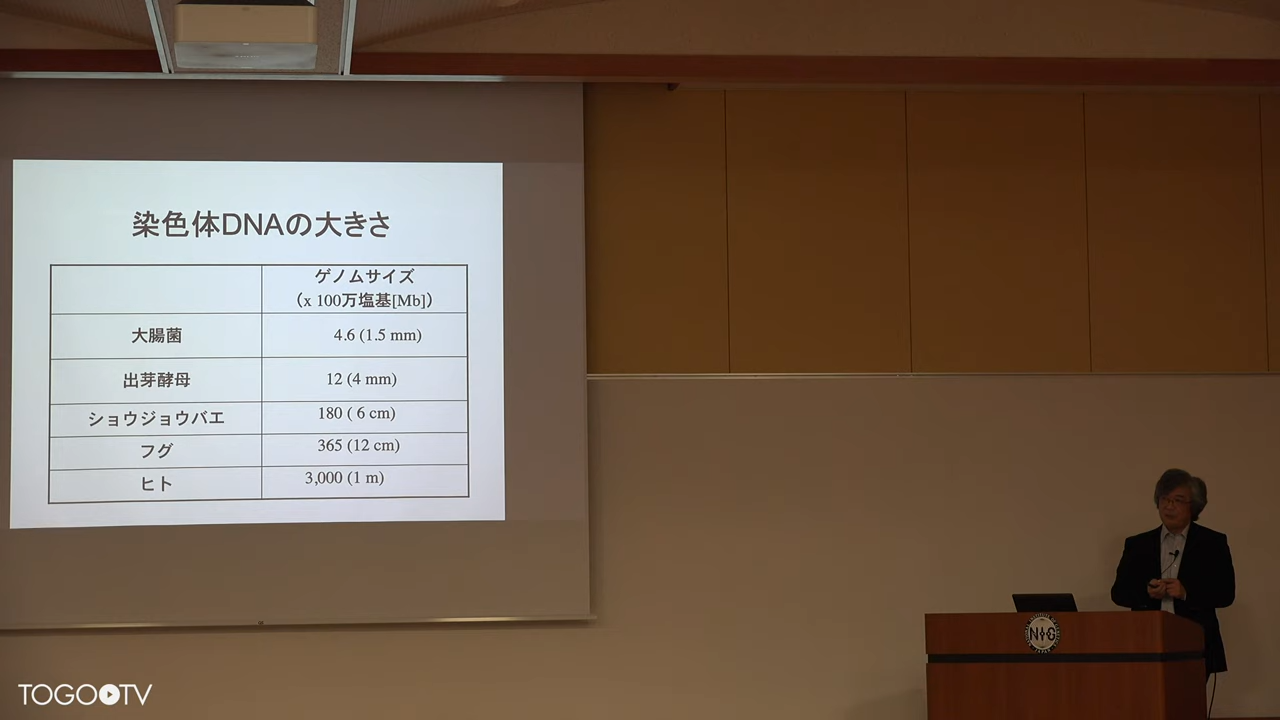 染色体DNAの大きさ
ゲノムサイズ
(x 100万塩基[Mb])
大腸菌 4.6 (1.5 mm)
出芽酵母 12 (4 mm)
ショウジョウバエ 180 ( 6 cm)
フグ 365 (12 cm)
ヒト 3,000 (1 m)
NIG
TOGOTV